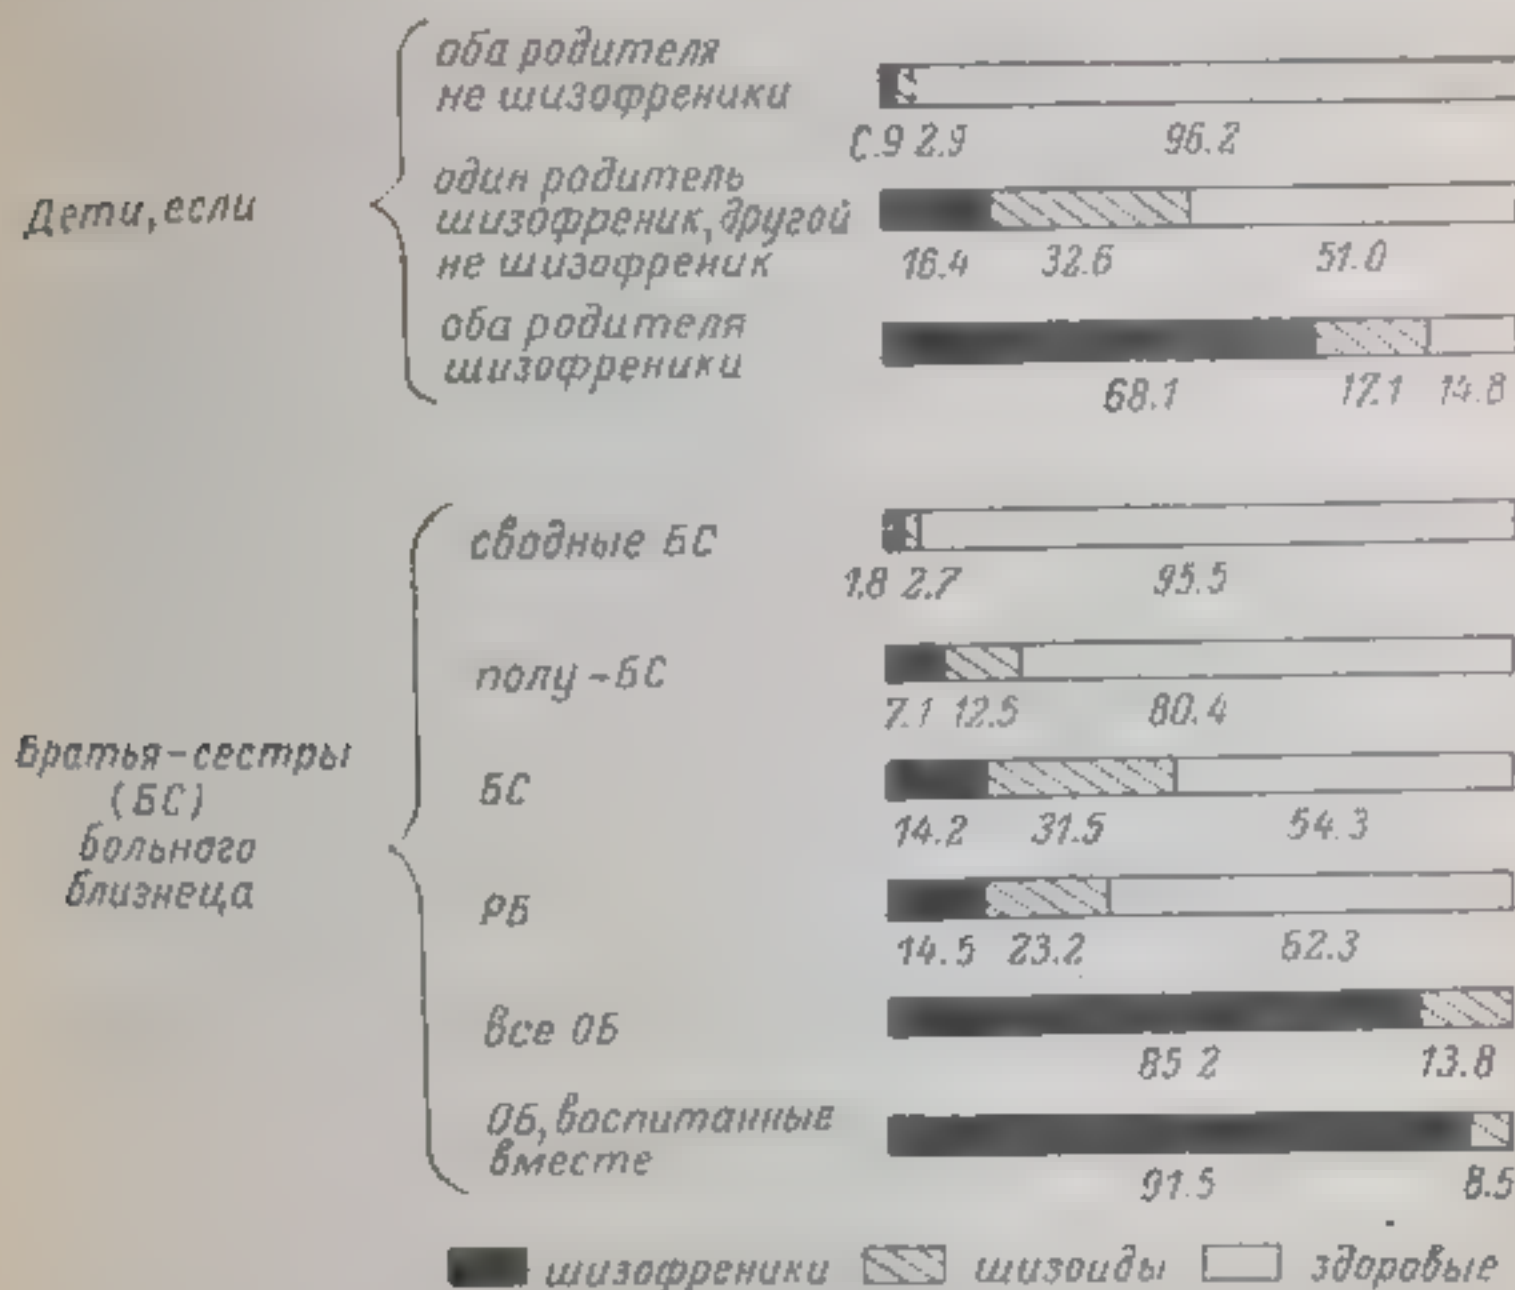 оба родителя
не шизофреники
0.9 2.9 96.2
Дети, если
один родитель
шизофреник, другой
не шизофреник
16.4 32.6 51.0
оба родителя
шизофреники
68.1 17.1 14.8
сводные БС
1.8 2.7 95.5
полу-БС
7.1 12.5 80.4
Братья-сестры
(БС)
больного
близнеца
БС
14.2 31.5 54.3
РБ
14.5 23.2 62.3
все ОБ
85 2 13.8
ОБ, воспитанные
вместе
91.5 8.5
шизофреники шизоиды здоровые